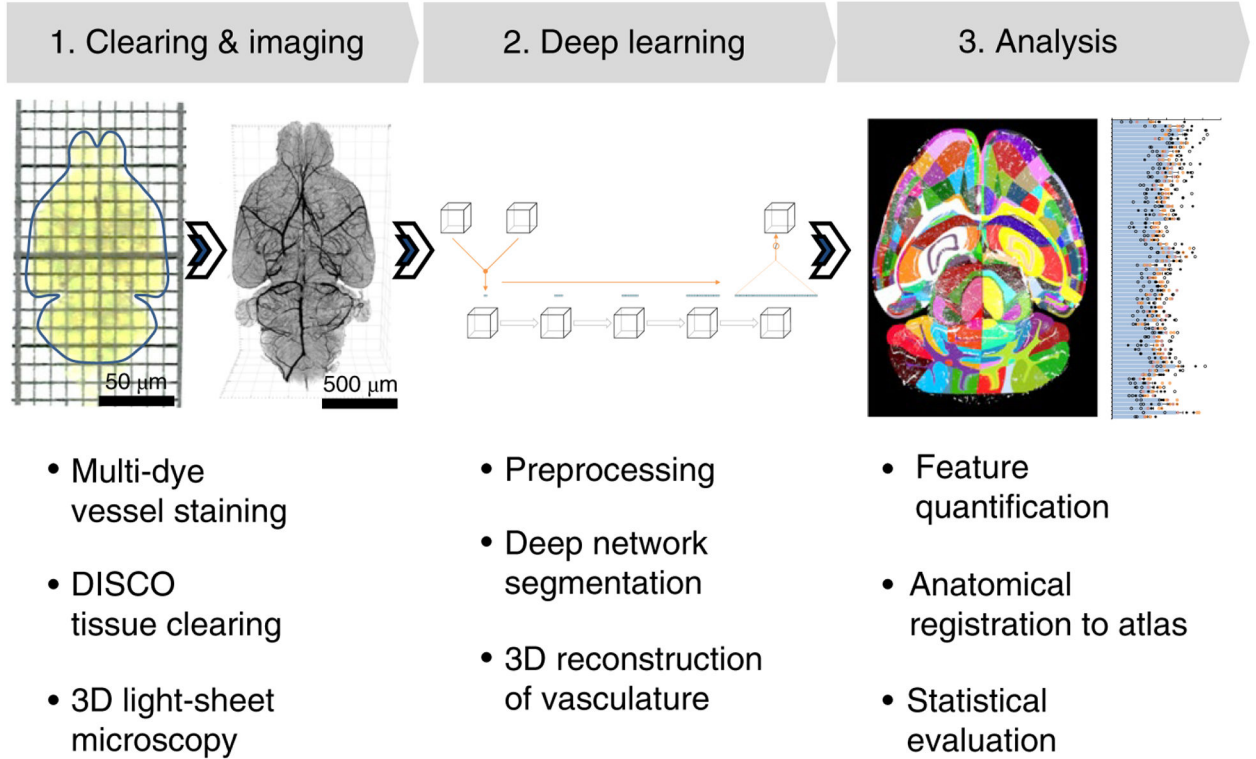 1. Clearing & imaging
2. Deep learning
3. Analysis
50 μm
500 μm
• Multi-dye
vessel staining
• DISCO
tissue clearing
• 3D light-sheet
microscopy
• Preprocessing
• Deep network
segmentation
• 3D reconstruction
of vasculature
• Feature
quantification
• Anatomical
registration to atlas
• Statistical
evaluation